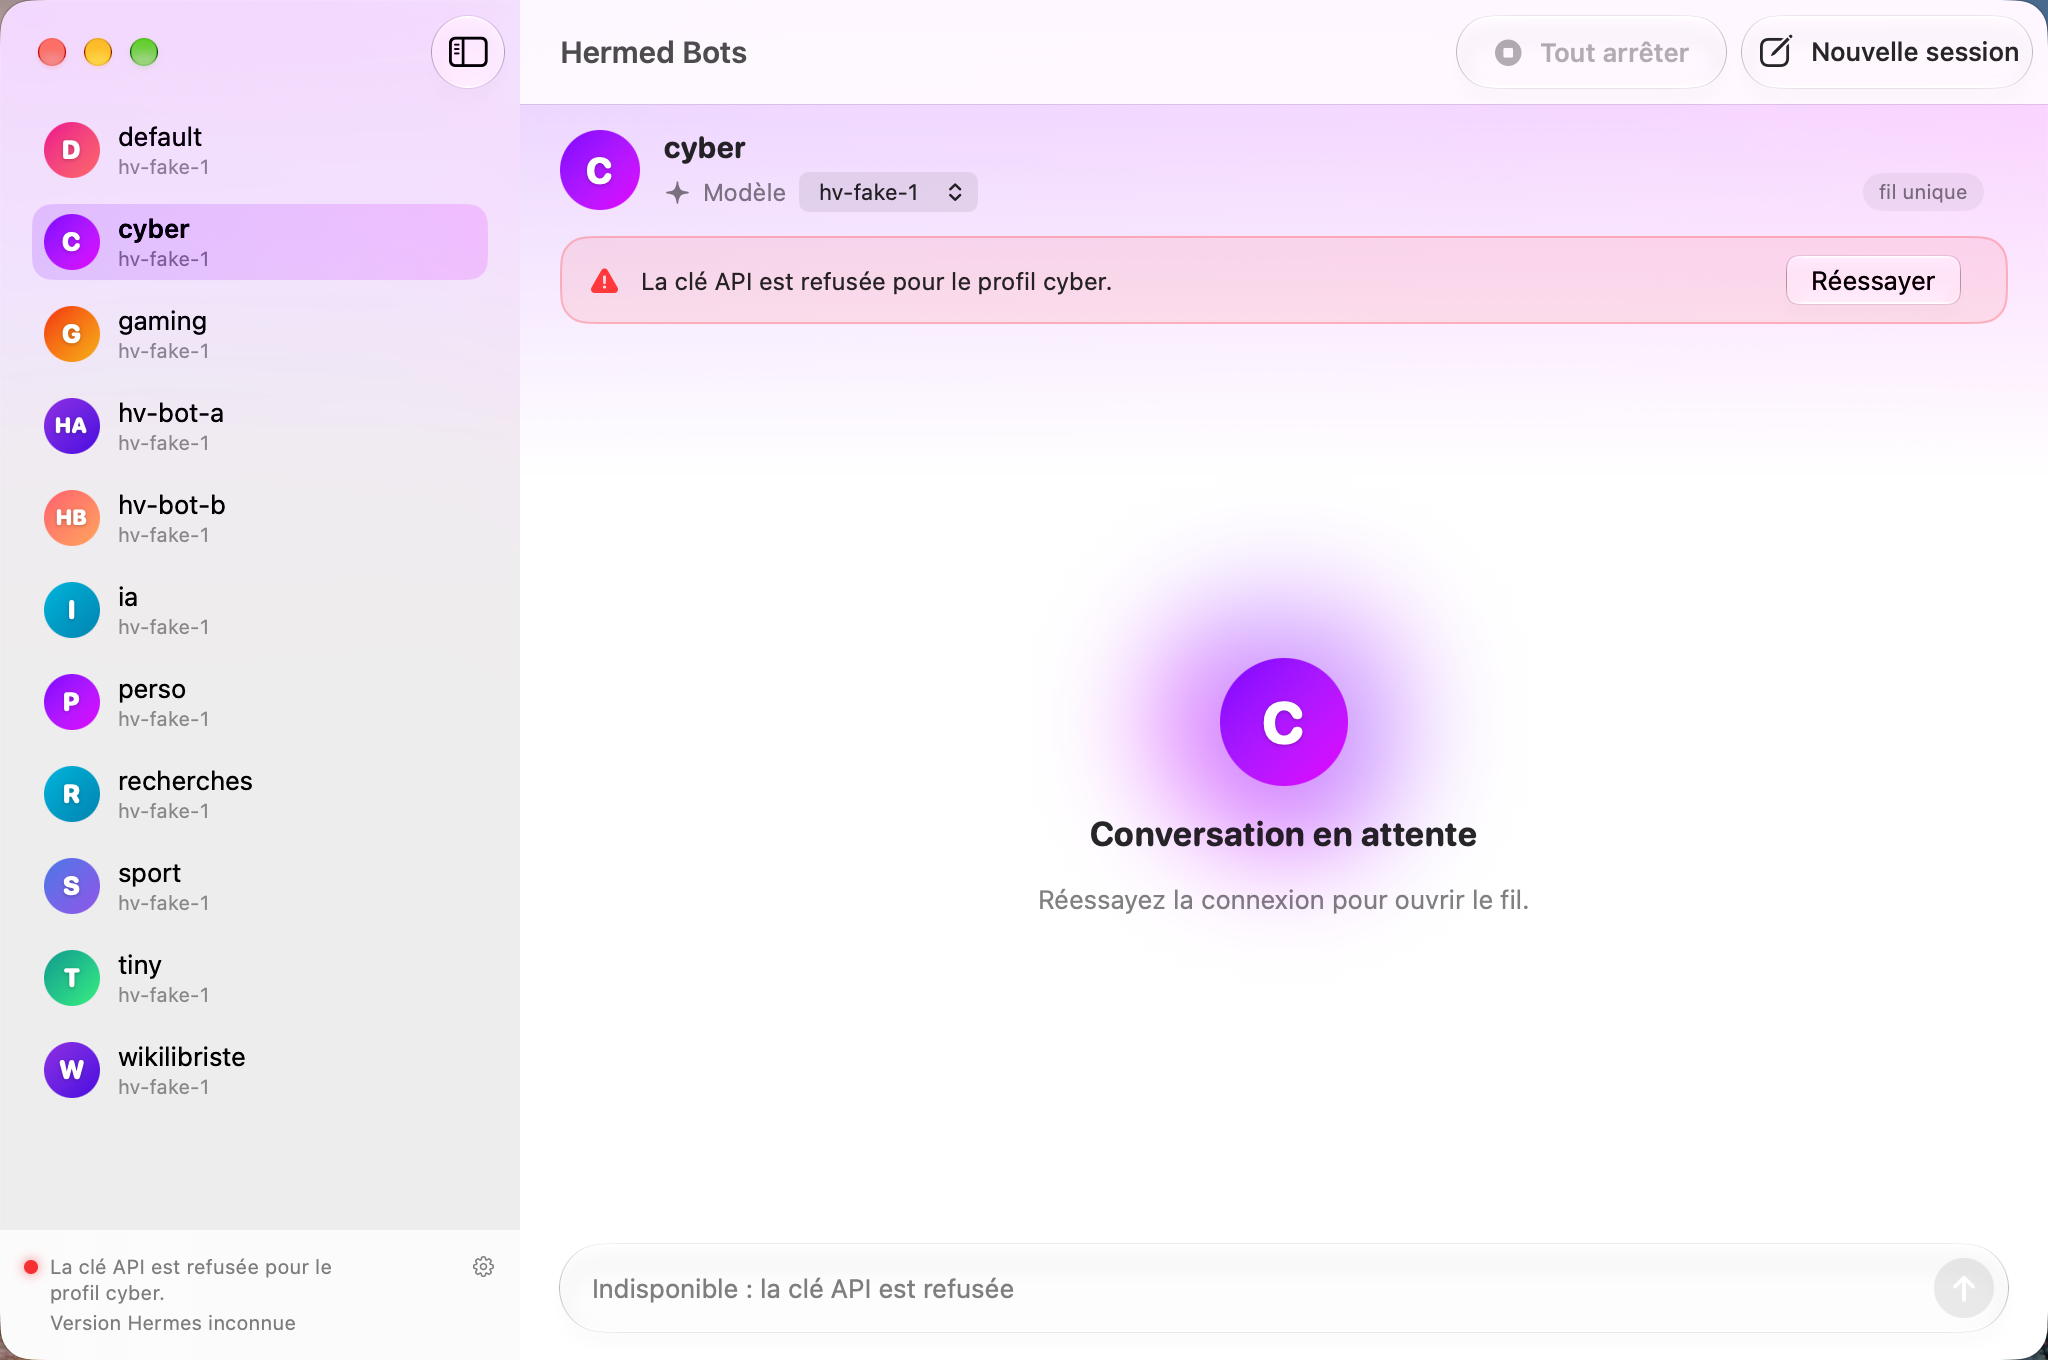 Hermed Bots
Tout arrêter
Nouvelle session
D
default
hv-fake-1
C
cyber
hv-fake-1
G
gaming
hv-fake-1
HA
hv-bot-a
hv-fake-1
HB
hv-bot-b
hv-fake-1
I
ia
hv-fake-1
P
perso
hv-fake-1
R
recherches
hv-fake-1
S
sport
hv-fake-1
T
tiny
hv-fake-1
W
wikilibriste
hv-fake-1
La clé API est refusée pour le
profil cyber.
Version Hermes inconnue
C
cyber
Modèle hv-fake-1
fil unique
La clé API est refusée pour le profil cyber.
Réessayer
C
Conversation en attente
Réessayez la connexion pour ouvrir le fil.
Indisponible : la clé API est refusée